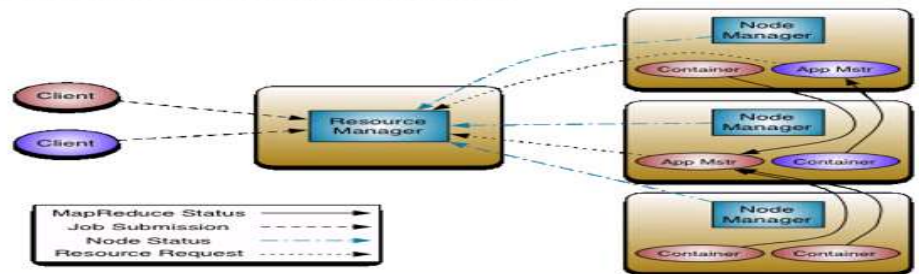 Client
Client
Resource
Manager
Node
Manager
Container
App Mstr
Node
Manager
App Mstr
Container
Node
Manager
Container
Container
MapReduce Status
Job Submission
Node Status
Resource Request